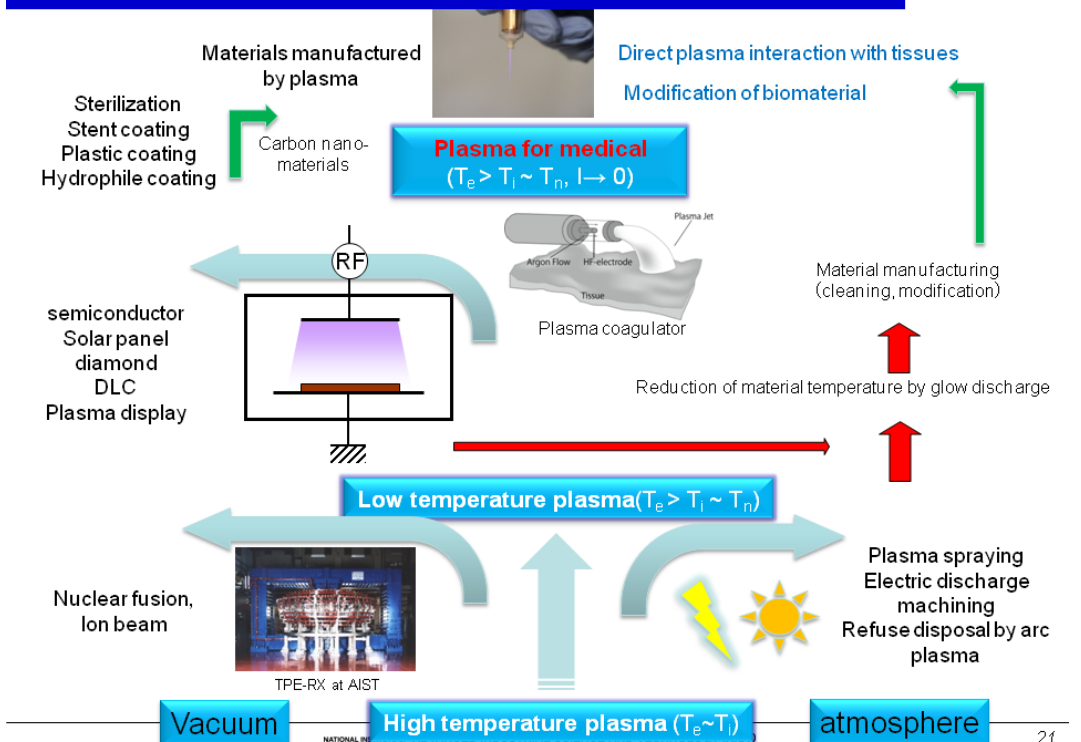 Materials manufactured
by plasma
Direct plasma interaction with tissues
Modification of biomaterial
Sterilization
Stent coating
Plastic coating
Hydrophile coating
Carbon nano-
materials
Plasma for medical
(Te > Ti ~ Tn, I→ 0)
Plasma Jet
Argon Flow
HF-electrode
Tissue
Plasma coagulator
RF
semiconductor
Solar panel
diamond
DLC
Plasma display
Material manufacturing
(cleaning, modification)
Reduction of material temperature by glow discharge
Low temperature plasma(Te > Ti ~ Tn)
Nuclear fusion,
Ion beam
TPE-RX at AIST
Plasma spraying
Electric discharge
machining
Refuse disposal by arc
plasma
Vacuum
High temperature plasma (Te~Ti)
atmosphere
NATIONAL
21